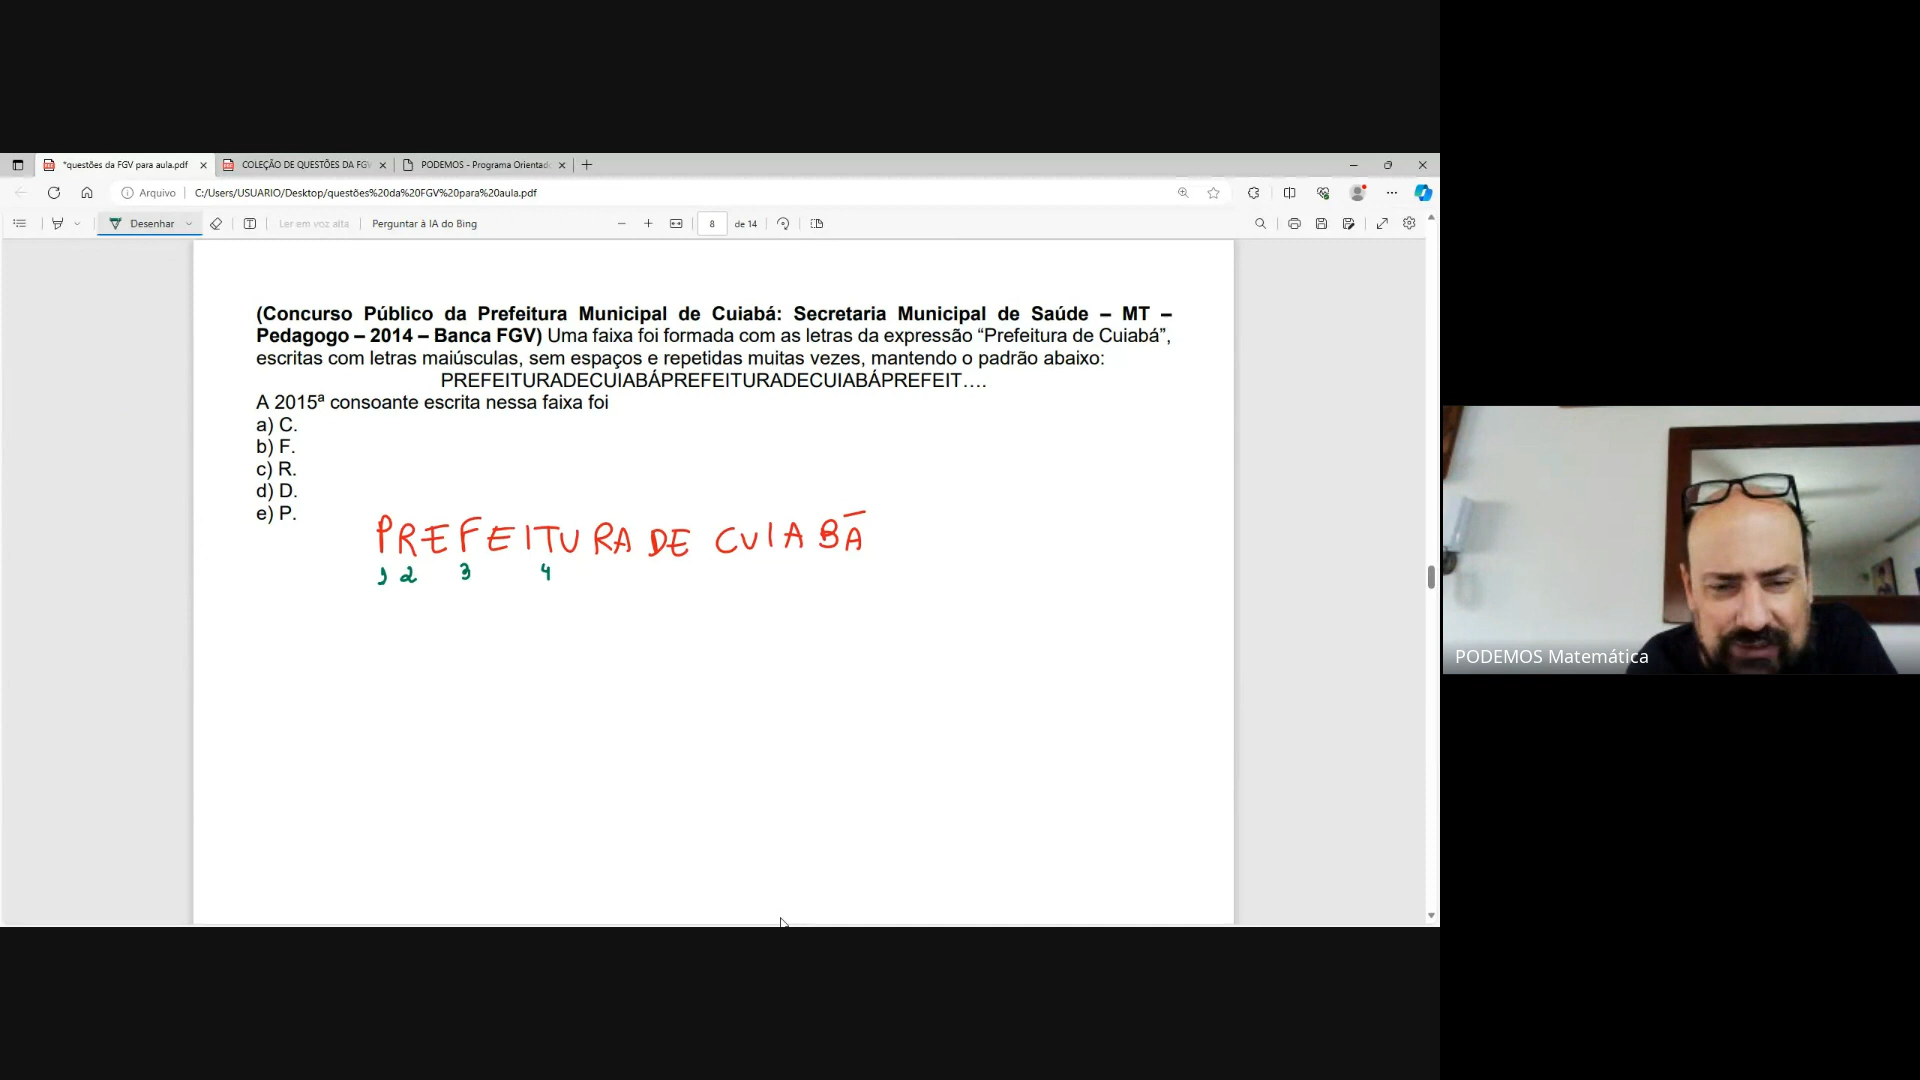 *questões da FGV para aula.pdf
COLEÇÃO DE QUESTÕES DA FG
PODEMOS - Programa Orientad
Arquivo
C:/Users/USUARIO/Desktop/questões%20da%20FGV%20para%20aula.pdf
Desenhar
Ler em voz alta
Perguntar à IA do Bing
8
de 14
(Concurso Público da Prefeitura Municipal de Cuiabá: Secretaria Municipal de Saúde – MT –
Pedagogo – 2014 – Banca FGV) Uma faixa foi formada com as letras da expressão “Prefeitura de Cuiabá”,
escritas com letras maiúsculas, sem espaços e repetidas muitas vezes, mantendo o padrão abaixo:
PREFEITURADECUIABÁPREFEITURADECUIABÁPREFEIT….
A 2015ª consoante escrita nessa faixa foi
a) C.
b) F.
c) R.
d) D.
e) P.
PREFEITURA DE CUIABÁ
1 2 3 4
PODEMOS Matemática